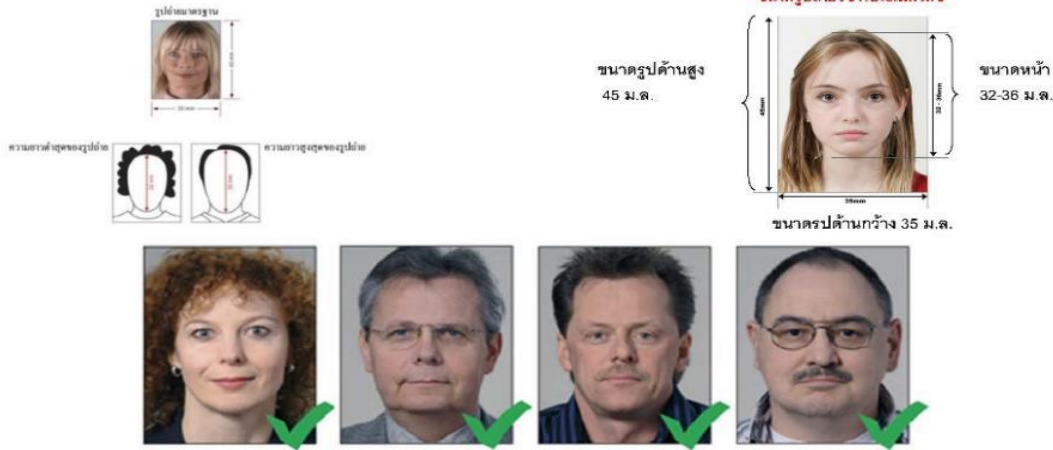 รูปถ่ายมาตรฐาน
ขนาดรูปด้านสูง
45 ม.ล.
45mm
32 - 36mm
ขนาดหน้า
32-36 ม.ล.
ความยาวต่ำสุดของรูปถ่าย
ความยาวสูงสุดของรูปถ่าย
35mm
ขนาดรูปด้านกว้าง 35 ม.ล.